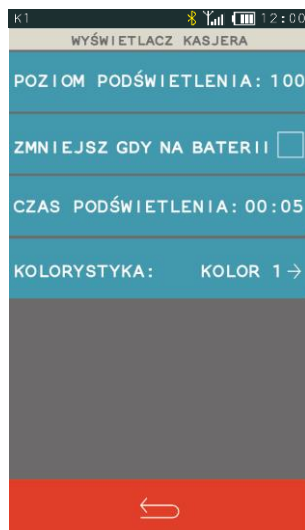 K1 12:00
WYŚWIETLACZ KASJERA
POZIOM PODŚWIETLENIA: 100
ZMNIEJSZ GDY NA BATERII
CZAS PODŚWIETLENIA: 00:05
KOLORYSTYKA: KOLOR 1→